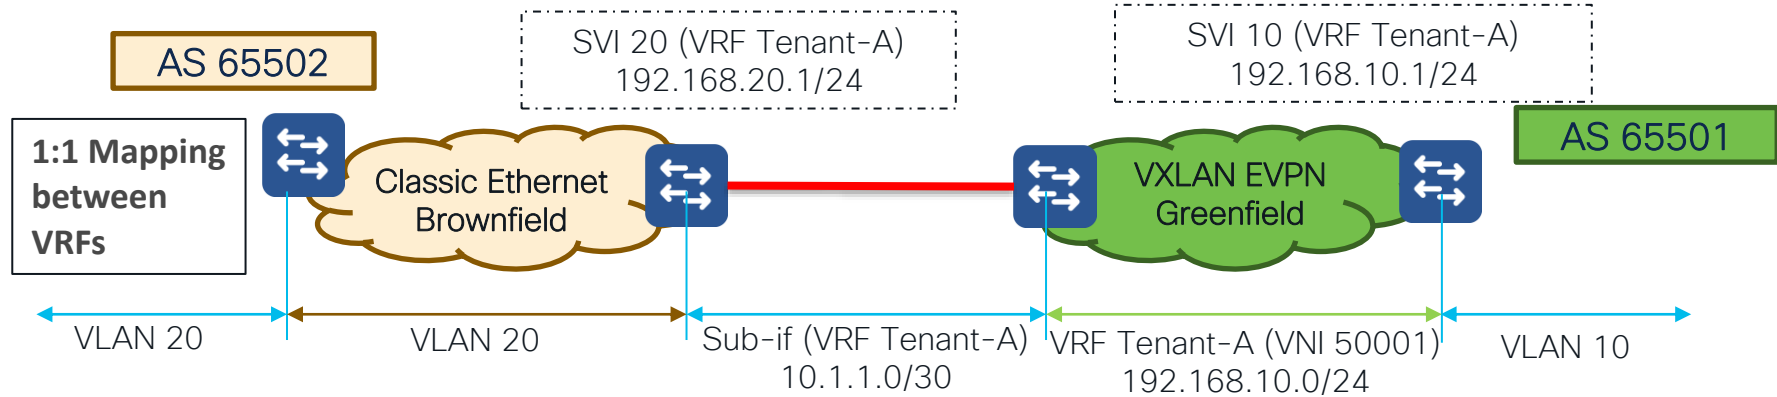 SVI 20 (VRF Tenant-A)
192.168.20.1/24
SVI 10 (VRF Tenant-A)
192.168.10.1/24
AS 65502
AS 65501
1:1 Mapping
between
VRFs
Classic Ethernet
Brownfield
VXLAN EVPN
Greenfield
VLAN 20
VLAN 20
Sub-if (VRF Tenant-A)
10.1.1.0/30
VRF Tenant-A (VNI 50001)
192.168.10.0/24
VLAN 10